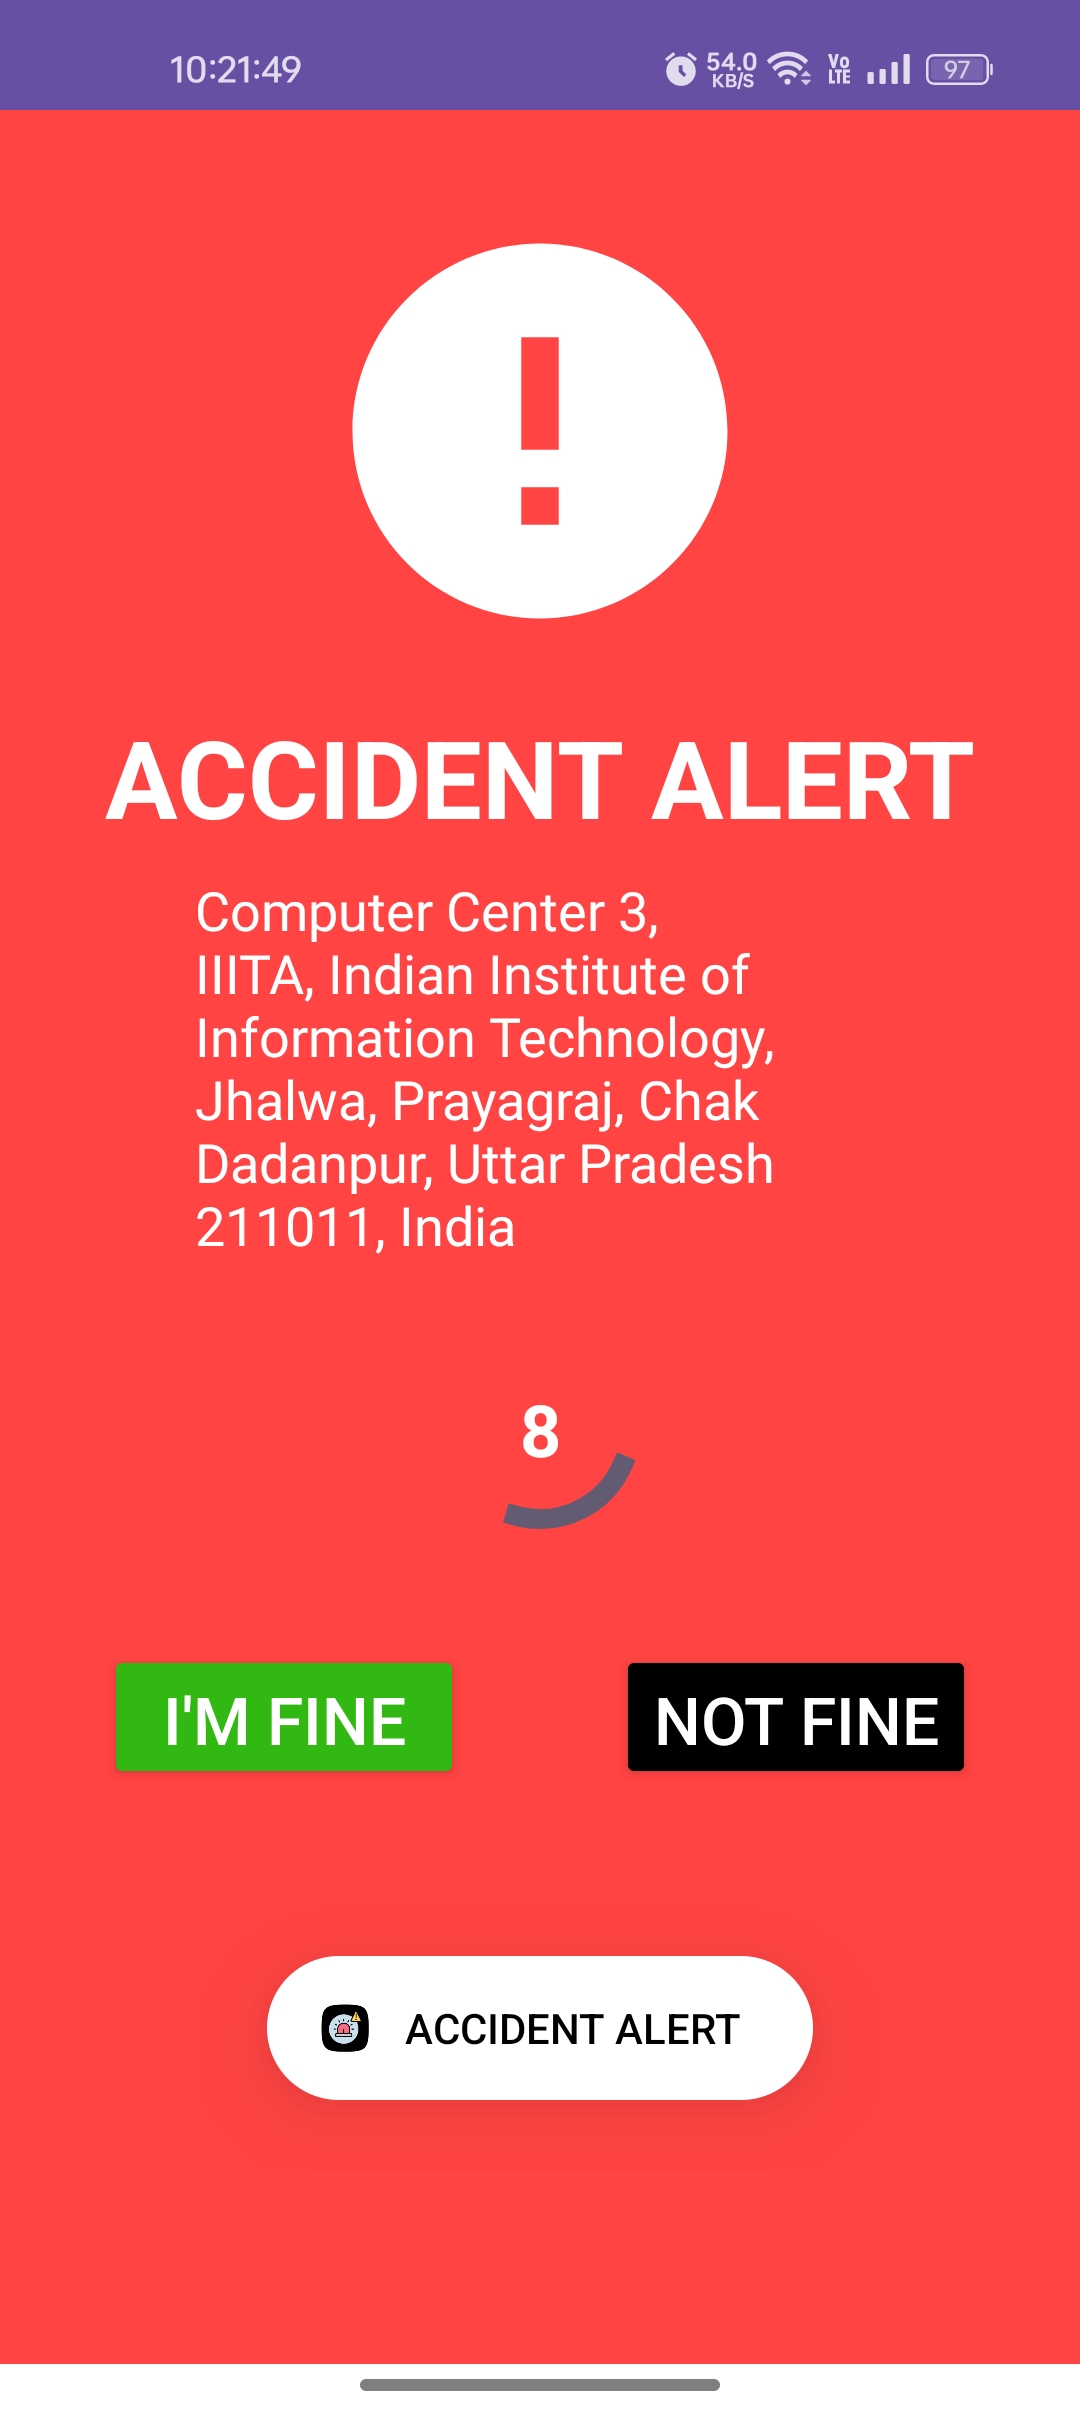 10:21:49
54.0
KB/S
Vo
LTE
97
!
ACCIDENT ALERT
Computer Center 3,
IIITA, Indian Institute of
Information Technology,
Jhalwa, Prayagraj, Chak
Dadanpur, Uttar Pradesh
211011, India
8
I'M FINE
NOT FINE
ACCIDENT ALERT